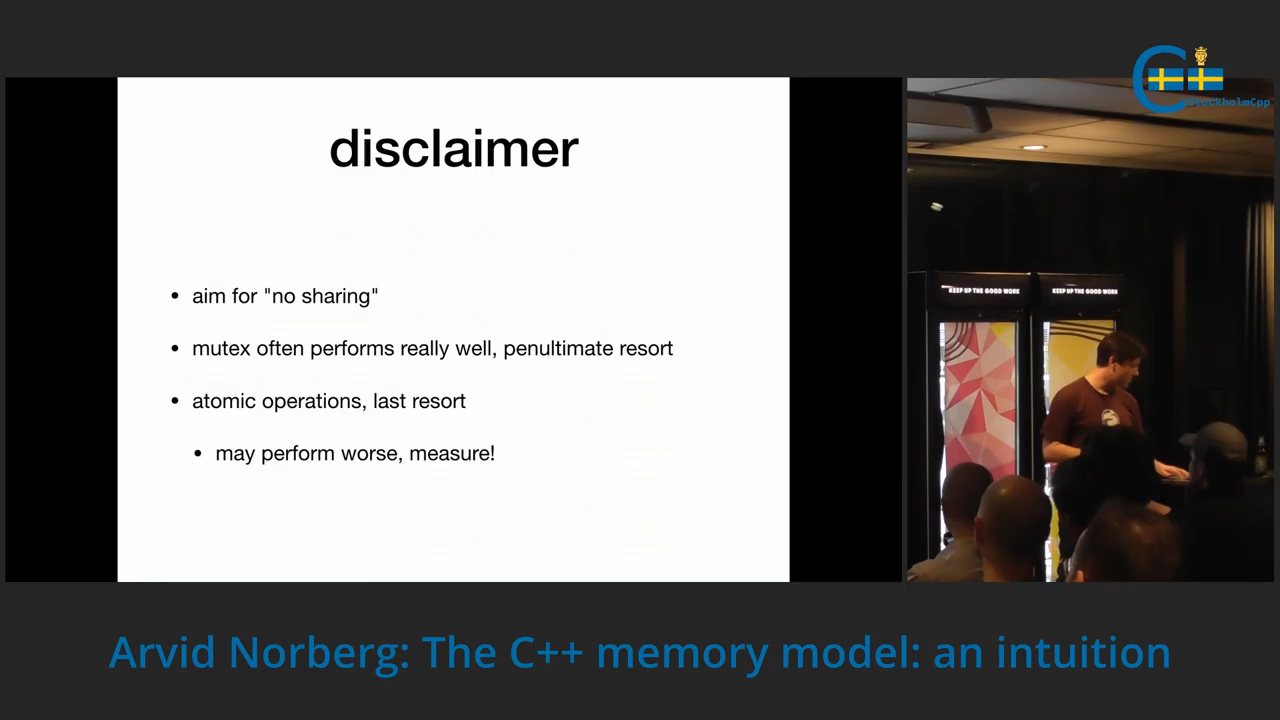 StockholmCpp
disclaimer
• aim for "no sharing"
• mutex often performs really well, penultimate resort
• atomic operations, last resort
• may perform worse, measure!
KEEP UP THE GOOD WORK
KEEP UP THE GOOD WORK
Arvid Norberg: The C++ memory model: an intuition